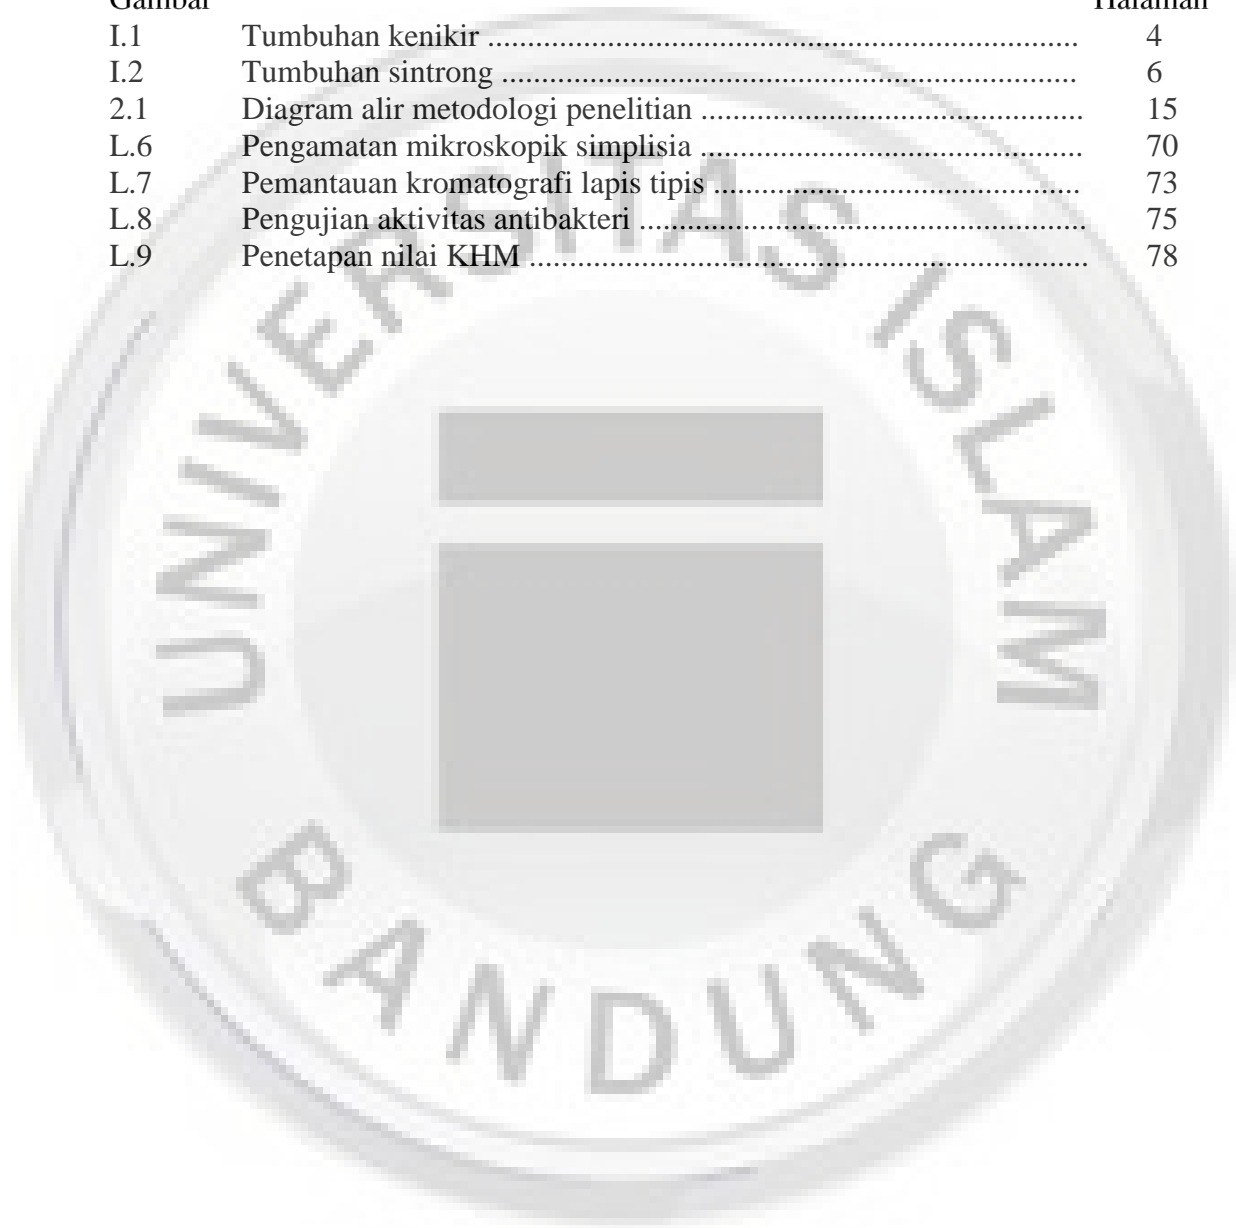 Gambar Halaman
I.1 Tumbuhan kenikir ........................................................................... 4
I.2 Tumbuhan sintrong ......................................................................... 6
2.1 Diagram alir metodologi penelitian ................................................ 15
L.6 Pengamatan mikroskopik simplisia ................................................ 70
L.7 Pemantauan kromatografi lapis tipis .............................................. 73
L.8 Pengujian aktivitas antibakteri ......................................................... 75
L.9 Penetapan nilai KHM ....................................................................... 78
UNIVERSITAS ISLAM
BANDUNG